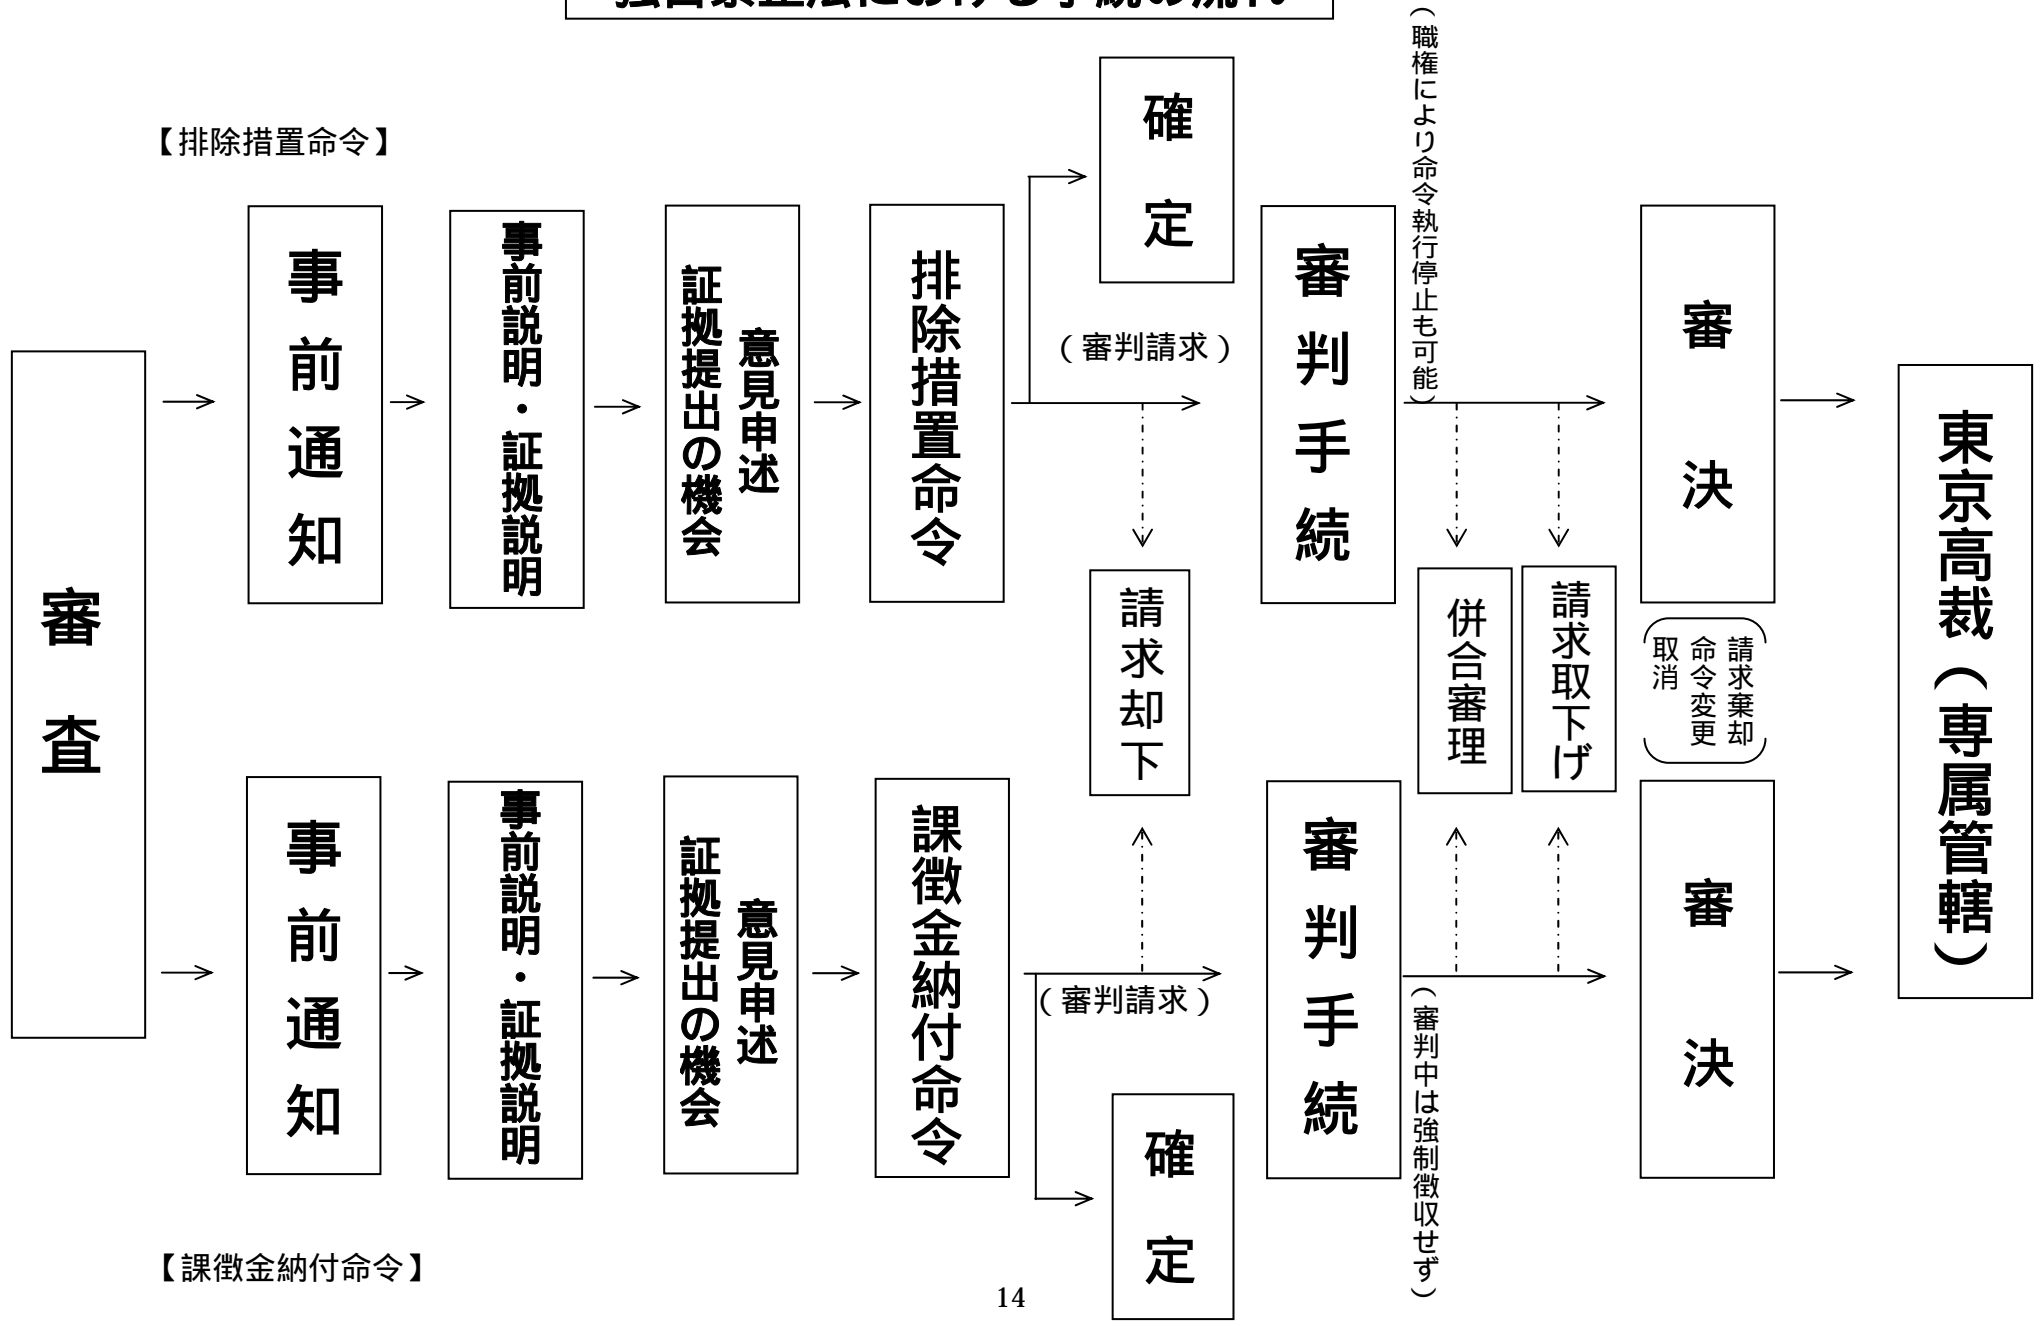 独占禁止法における手続の流れ
【排除措置命令】
審査
事前通知
事前説明・証拠説明
意見申述
証拠提出の機会
排除措置命令
確定
（審判請求）
請求却下
審判手続
（職権により命令執行停止も可能）
併合審理
請求取下げ
審決
請求棄却
命令変更
取消
東京高裁（専属管轄）
事前通知
事前説明・証拠説明
意見申述
証拠提出の機会
課徴金納付命令
（審判請求）
確定
審判手続
（審判中は強制徴収せず）
審決
【課徴金納付命令】
14